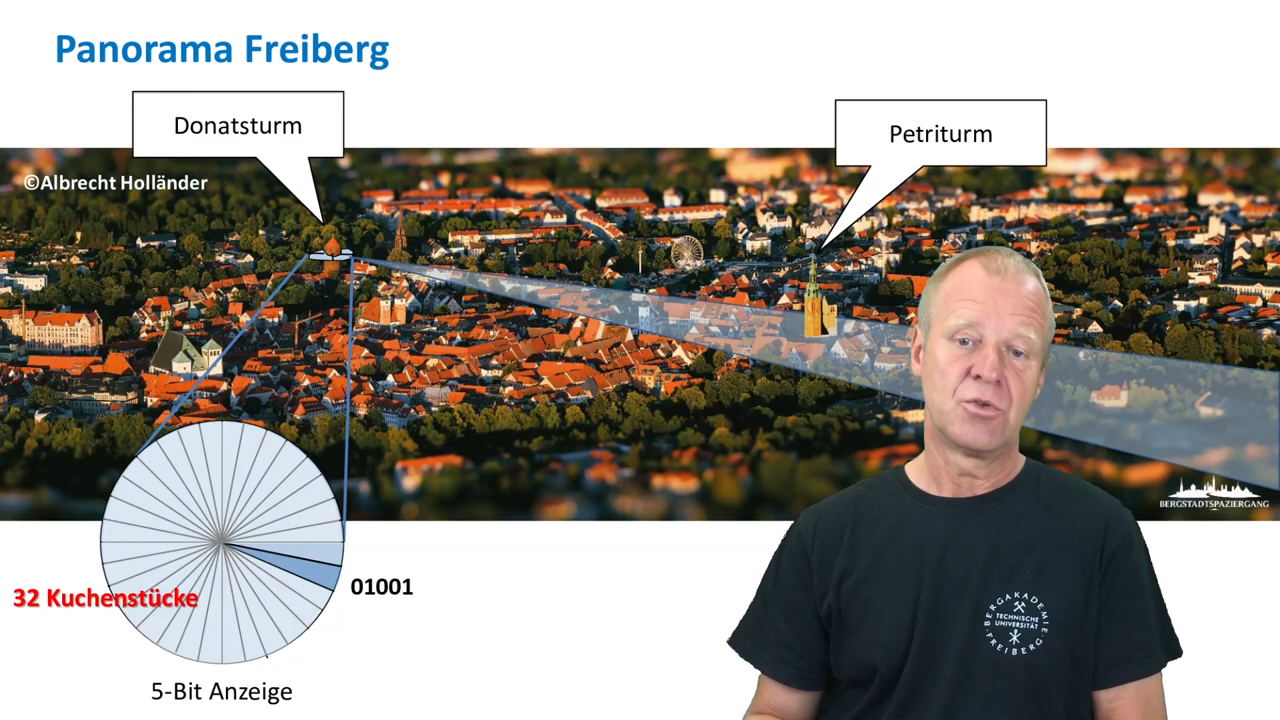 Panorama Freiberg
Donatsturm
Petriturm
©Albrecht Holländer
BERGSTADTSPAZIERGANG
01001
32 Kuchenstücke
BERGAKADEMIE
TECHNISCHE
UNIVERSITÄT
FREIBERG
5-Bit Anzeige